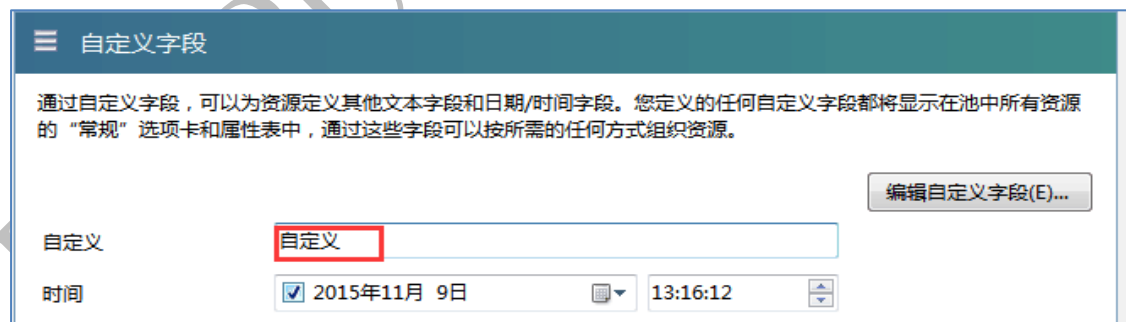 自定义字段
通过自定义字段，可以为资源定义其他文本字段和日期/时间字段。您定义的任何自定义字段都将显示在池中所有资源
的“常规”选项卡和属性表中，通过这些字段可以按所需的任何方式组织资源。
编辑自定义字段(E)...
自定义 自定义
时间 2015年11月 9日 13:16:12